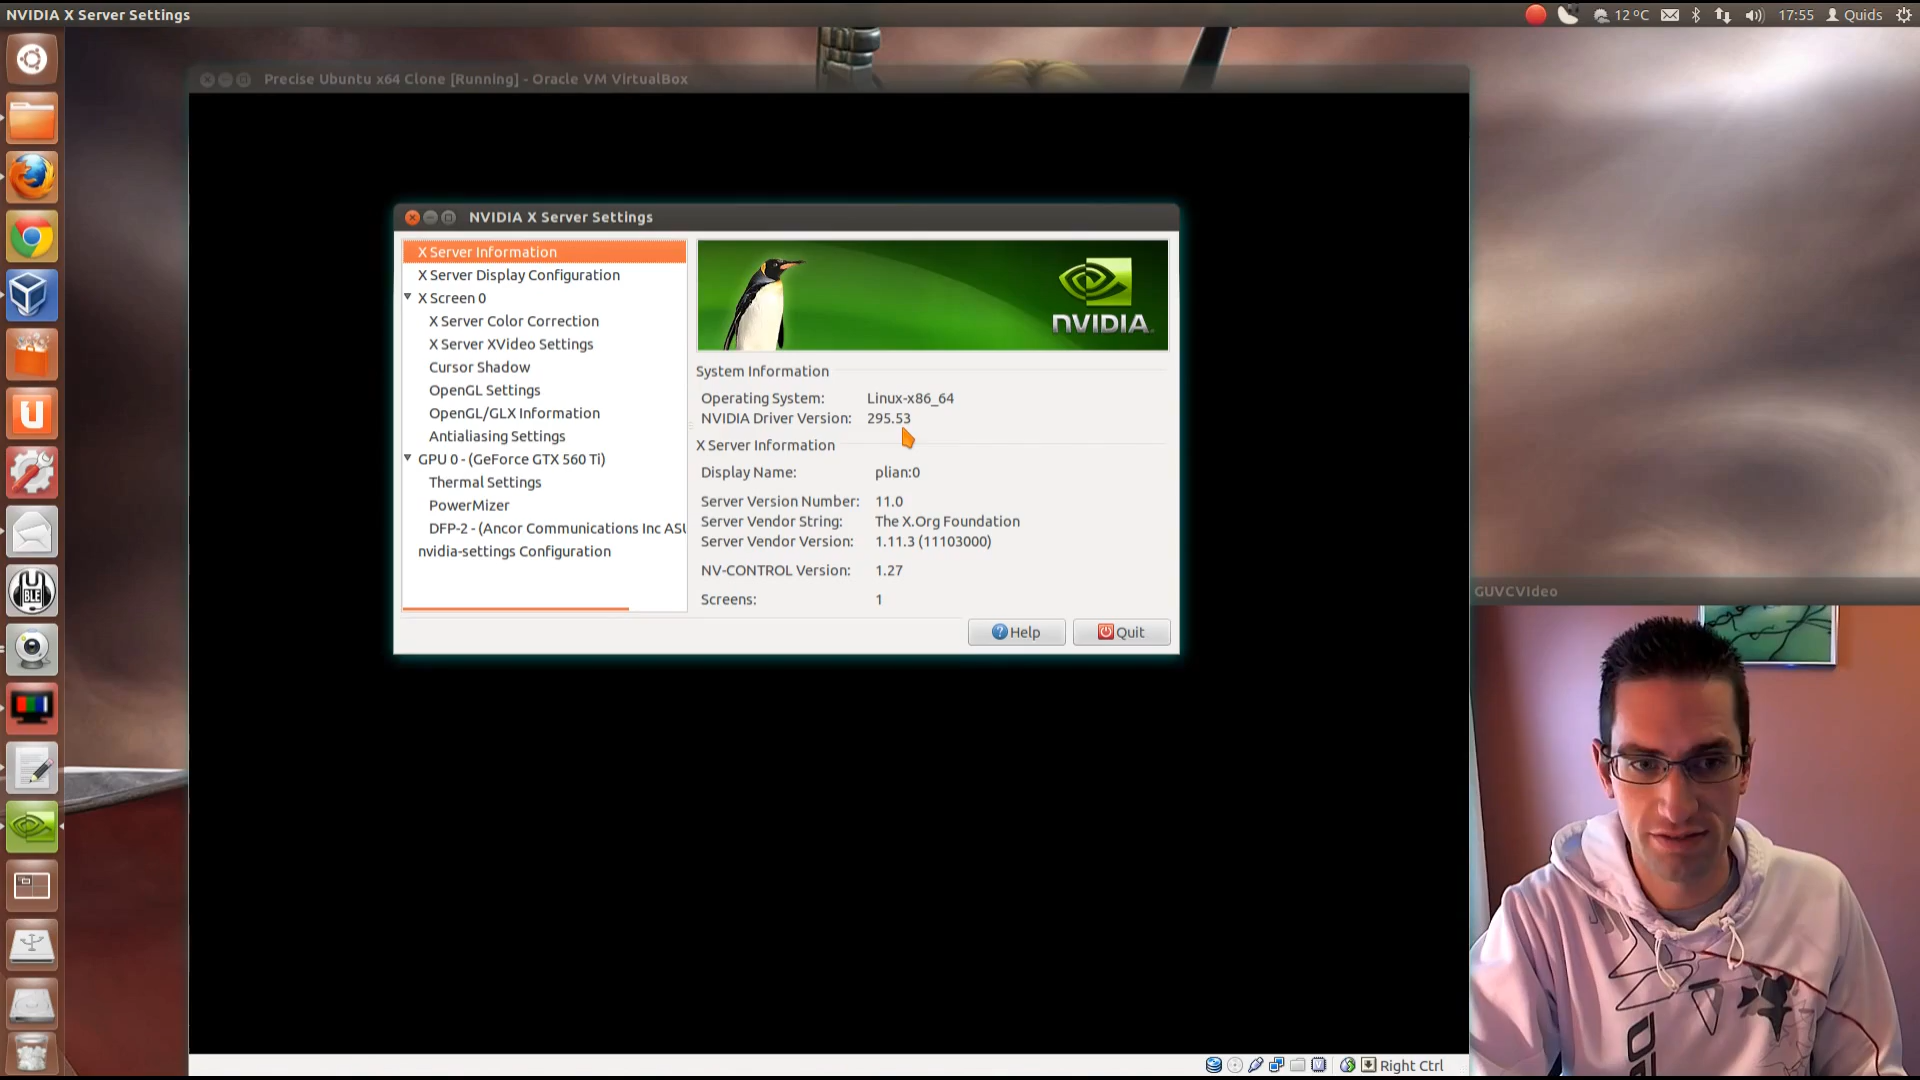 NVIDIA X Server Settings
12 °C
17:55
Quids
Precise Ubuntu x64 Clone [Running] - Oracle VM VirtualBox
NVIDIA X Server Settings
X Server Information
X Server Display Configuration
X Screen 0
X Server Color Correction
X Server XVideo Settings
Cursor Shadow
OpenGL Settings
OpenGL/GLX Information
Antialiasing Settings
GPU 0 - (GeForce GTX 560 Ti)
Thermal Settings
PowerMizer
DFP-2 - (Ancor Communications Inc ASU
nvidia-settings Configuration
NVIDIA.
System Information
Operating System: Linux-x86_64
NVIDIA Driver Version: 295.53
X Server Information
Display Name: plian:0
Server Version Number: 11.0
Server Vendor String: The X.Org Foundation
Server Vendor Version: 1.11.3 (11103000)
NV-CONTROL Version: 1.27
Screens: 1
Help
Quit
GUVCVIdeo
U
BLE
Right Ctrl